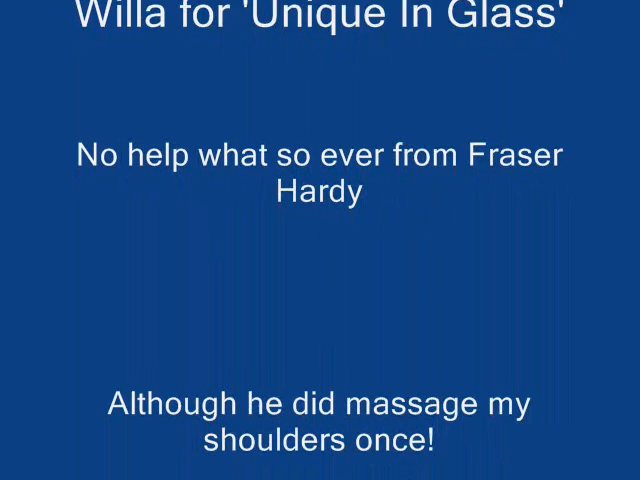 Willa for 'Unique In Glass'
No help what so ever from Fraser
Hardy
Although he did massage my
shoulders once!